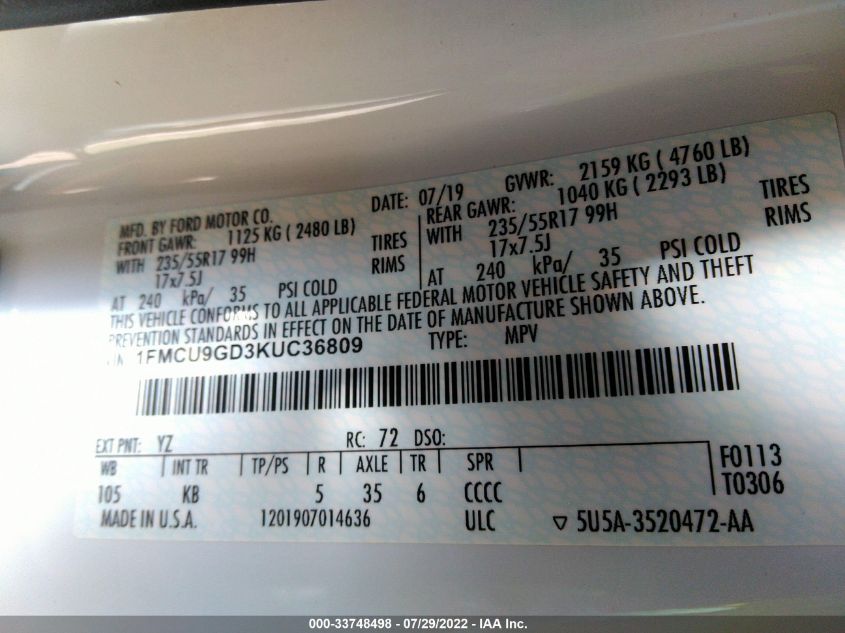 MFD. BY FORD MOTOR CO.
DATE: 07/19 GVWR: 2159 KG ( 4760 LB)
FRONT GAWR: 1125 KG ( 2480 LB)
REAR GAWR: 1040 KG ( 2293 LB)
WITH 235/55R17 99H TIRES
WITH 235/55R17 99H TIRES
17x7.5J RIMS
17x7.5J RIMS
AT 240 kPa/ 35 PSI COLD
AT 240 kPa/ 35 PSI COLD
THIS VEHICLE CONFORMS TO ALL APPLICABLE FEDERAL MOTOR VEHICLE SAFETY AND THEFT
PREVENTION STANDARDS IN EFFECT ON THE DATE OF MANUFACTURE SHOWN ABOVE.
1FMCU9GD3KUC36809 TYPE: MPV
EXT PNT: YZ RC: 72 DSO:
WB INT TR TP/PS R AXLE TR SPR F0113
105 KB 5 35 6 CCCC T0306
MADE IN U.S.A. 1201907014636 ULC 5U5A-3520472-AA
000-33748498 - 07/29/2022 - IAA Inc.